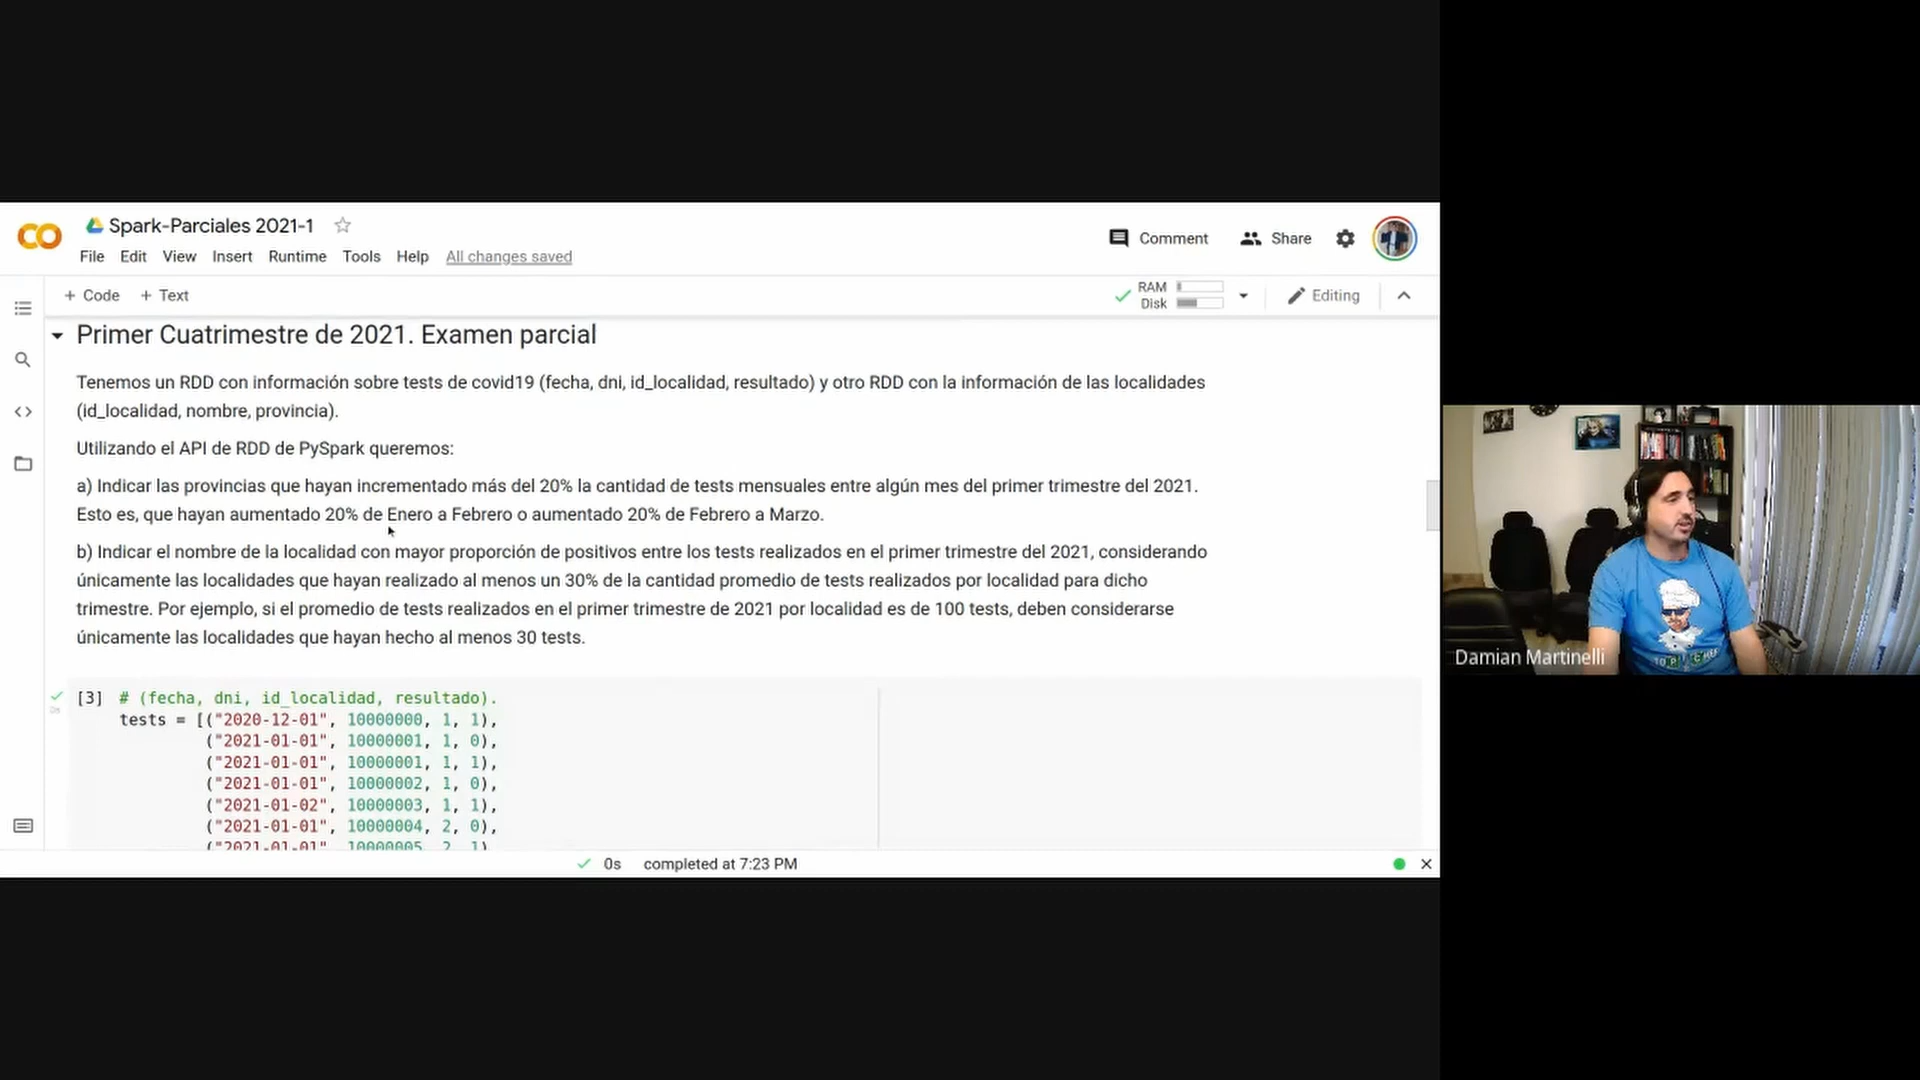 Spark-Parciales 2021-1
File Edit View Insert Runtime Tools Help All changes saved
Comment Share
+ Code + Text
RAM
Disk
Editing
Primer Cuatrimestre de 2021. Examen parcial
Tenemos un RDD con información sobre tests de covid19 (fecha, dni, id_localidad, resultado) y otro RDD con la información de las localidades
(id_localidad, nombre, provincia).
Utilizando el API de RDD de PySpark queremos:
a) Indicar las provincias que hayan incrementado más del 20% la cantidad de tests mensuales entre algún mes del primer trimestre del 2021.
Esto es, que hayan aumentado 20% de Enero a Febrero o aumentado 20% de Febrero a Marzo.
b) Indicar el nombre de la localidad con mayor proporción de positivos entre los tests realizados en el primer trimestre del 2021, considerando
únicamente las localidades que hayan realizado al menos un 30% de la cantidad promedio de tests realizados por localidad para dicho
trimestre. Por ejemplo, si el promedio de tests realizados en el primer trimestre de 2021 por localidad es de 100 tests, deben considerarse
únicamente las localidades que hayan hecho al menos 30 tests.
[3] # (fecha, dni, id_localidad, resultado).
tests = [("2020-12-01", 10000000, 1, 1),
("2021-01-01", 10000001, 1, 0),
("2021-01-01", 10000001, 1, 1),
("2021-01-01", 10000002, 1, 0),
("2021-01-02", 10000003, 1, 1),
("2021-01-01", 10000004, 2, 0),
("2021-01-01", 10000005, 2, 1)
0s completed at 7:23 PM
Damian Martinelli